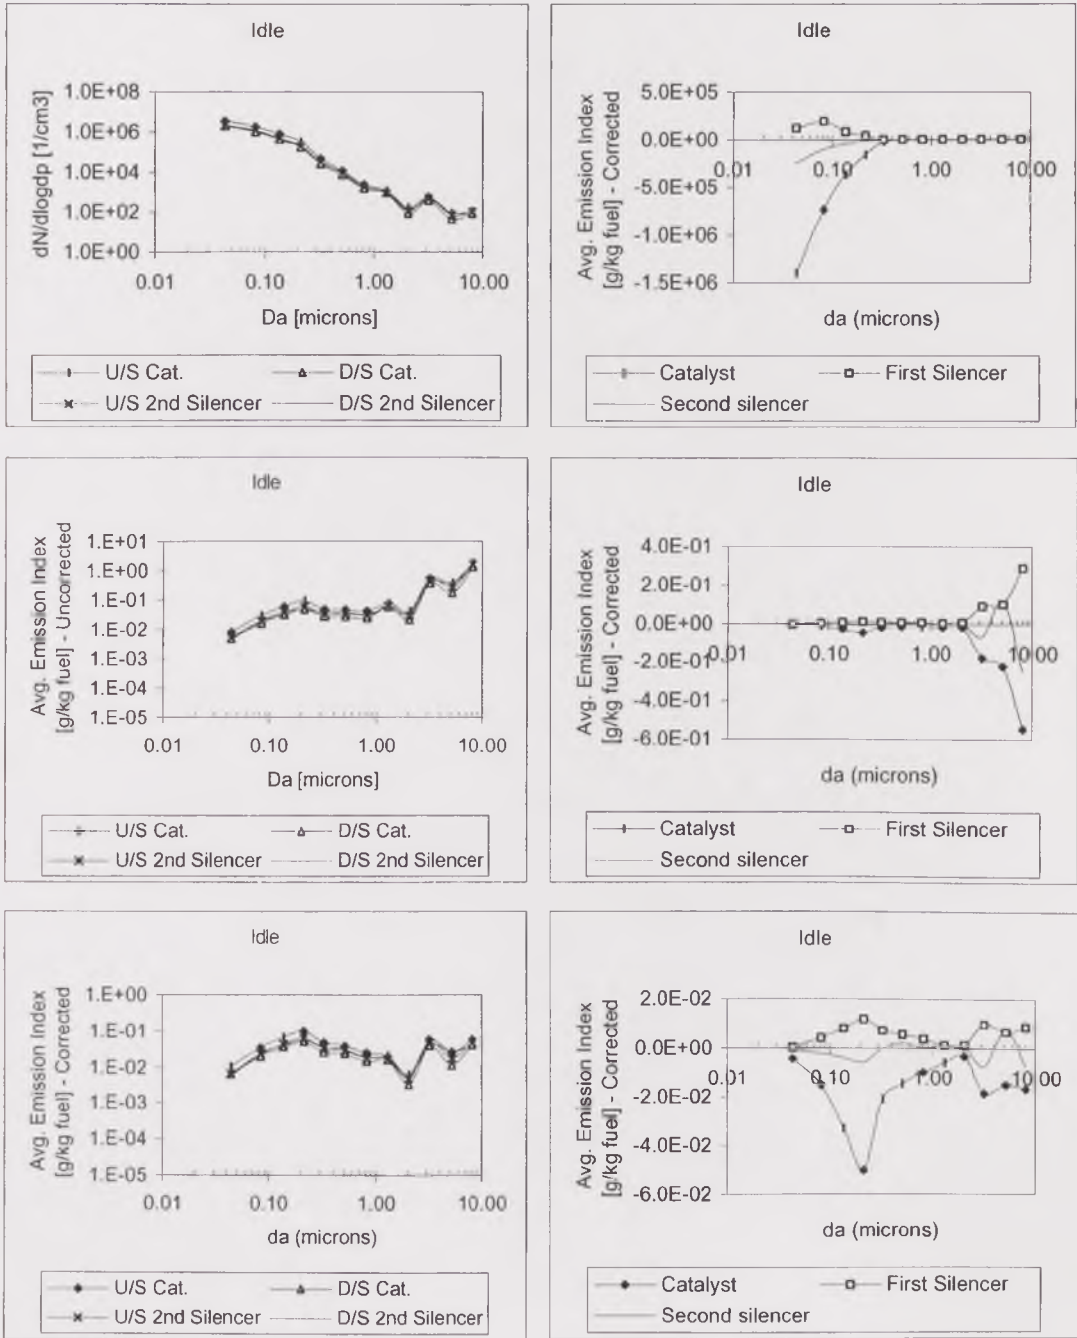 Idle
dN/dlogdp [1/cm3]
1.0E+08
1.0E+06
1.0E+04
1.0E+02
1.0E+00
0.01 0.10 1.00 10.00
Da [microns]
U/S Cat. D/S Cat.
U/S 2nd Silencer D/S 2nd Silencer
Idle
Avg. Emission Index
[g/kg fuel] - Corrected
5.0E+05
0.0E+00
-5.0E+05
-1.0E+06
-1.5E+06
0.01 0.10 1.00 10.00
da (microns)
Catalyst First Silencer
Second silencer
Idle
Avg. Emission Index
[g/kg fuel] - Uncorrected
1.E+01
1.E+00
1.E-01
1.E-02
1.E-03
1.E-04
1.E-05
0.01 0.10 1.00 10.00
Da [microns]
U/S Cat. D/S Cat.
U/S 2nd Silencer D/S 2nd Silencer
Idle
Avg. Emission Index
[g/kg fuel] - Corrected
4.0E-01
2.0E-01
0.0E+00
-2.0E-01
-4.0E-01
-6.0E-01
0.01 0.10 1.00 10.00
da (microns)
Catalyst First Silencer
Second silencer
Idle
Avg. Emission Index
[g/kg fuel] - Corrected
1.E+00
1.E-01
1.E-02
1.E-03
1.E-04
1.E-05
0.01 0.10 1.00 10.00
da (microns)
U/S Cat. D/S Cat.
U/S 2nd Silencer D/S 2nd Silencer
Idle
Avg. Emission Index
[g/kg fuel] - Corrected
2.0E-02
0.0E+00
-2.0E-02
-4.0E-02
-6.0E-02
0.01 0.10 1.00 10.00
da (microns)
Catalyst First Silencer
Second silencer